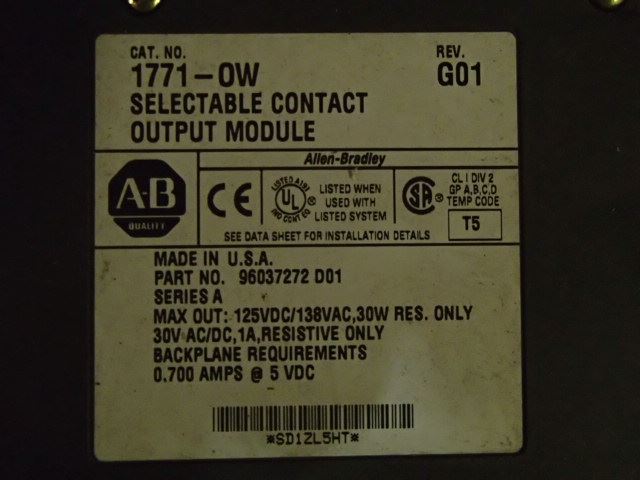 CAT. NO.
REV.
1771-OW
G01
SELECTABLE CONTACT
OUTPUT MODULE
Allen-Bradley
A-B
QUALITY
CE
LISTED
UL
LISTED WHEN
USED WITH
LISTED SYSTEM
SA
CL I DIV 2
GP A,B,C,D
TEMP CODE
T5
SEE DATA SHEET FOR INSTALLATION DETAILS
MADE IN U.S.A.
PART NO. 96037272 D01
SERIES A
MAX OUT: 125VDC/138VAC,30W RES. ONLY
30V AC/DC,1A,RESISTIVE ONLY
BACKPLANE REQUIREMENTS
0.700 AMPS @ 5 VDC
*SD1ZL5HT*